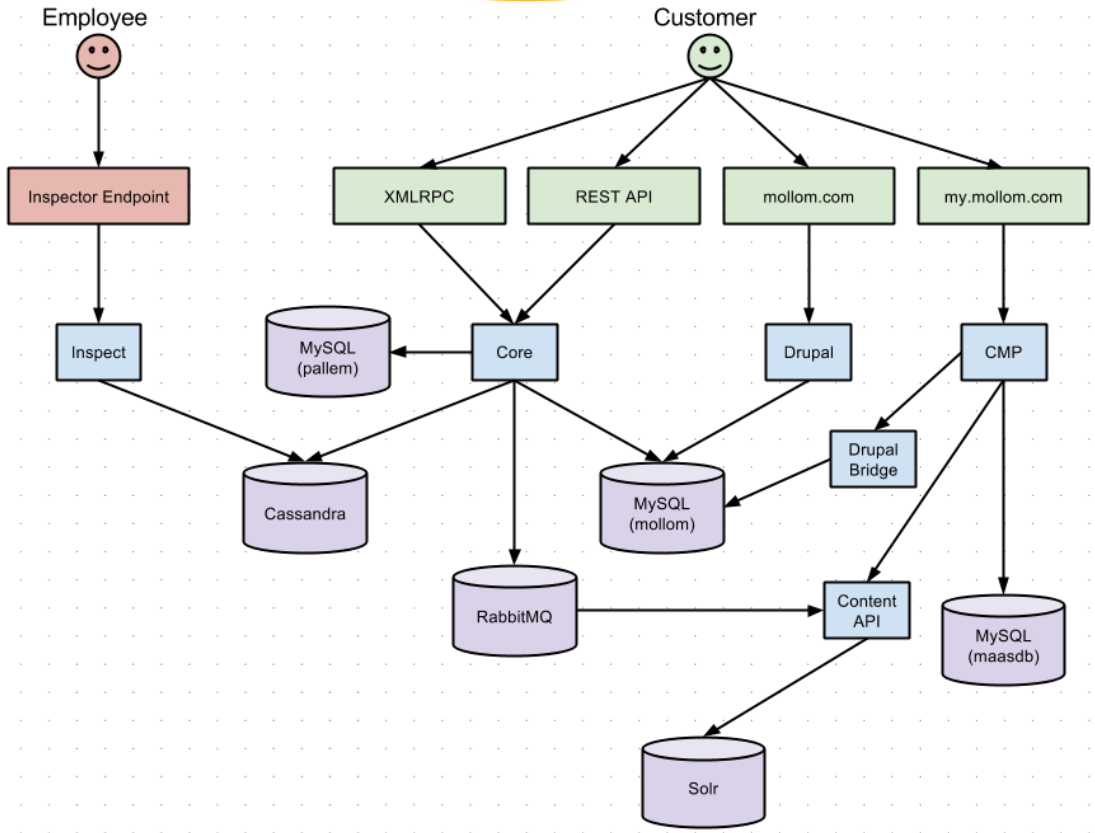 Employee
Customer
Inspector Endpoint
XMLRPC
REST API
mollom.com
my.mollom.com
Inspect
MySQL
(pallem)
Core
Drupal
CMP
Drupal
Bridge
Cassandra
MySQL
(mollom)
RabbitMQ
Content
API
MySQL
(maasdb)
Solr